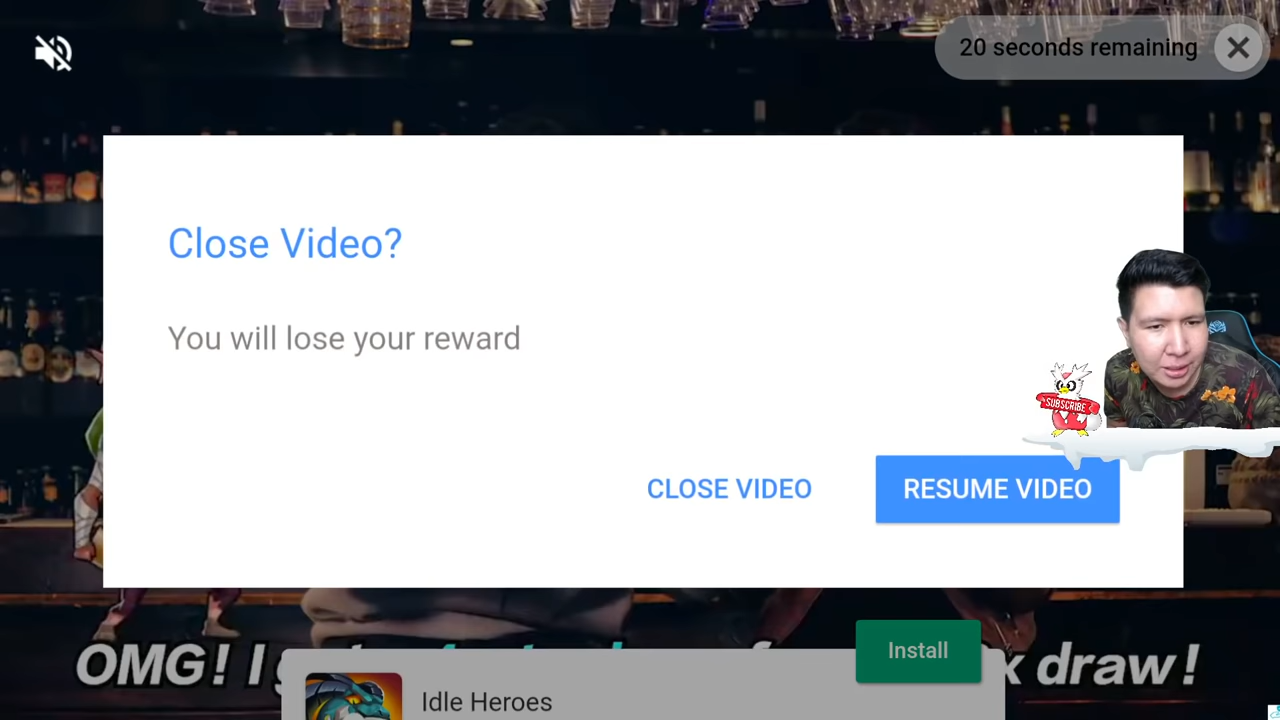 20 seconds remaining
Close Video?
You will lose your reward
SUBSCRIBE
CLOSE VIDEO
RESUME VIDEO
Install
OMG! I draw!
Idle Heroes